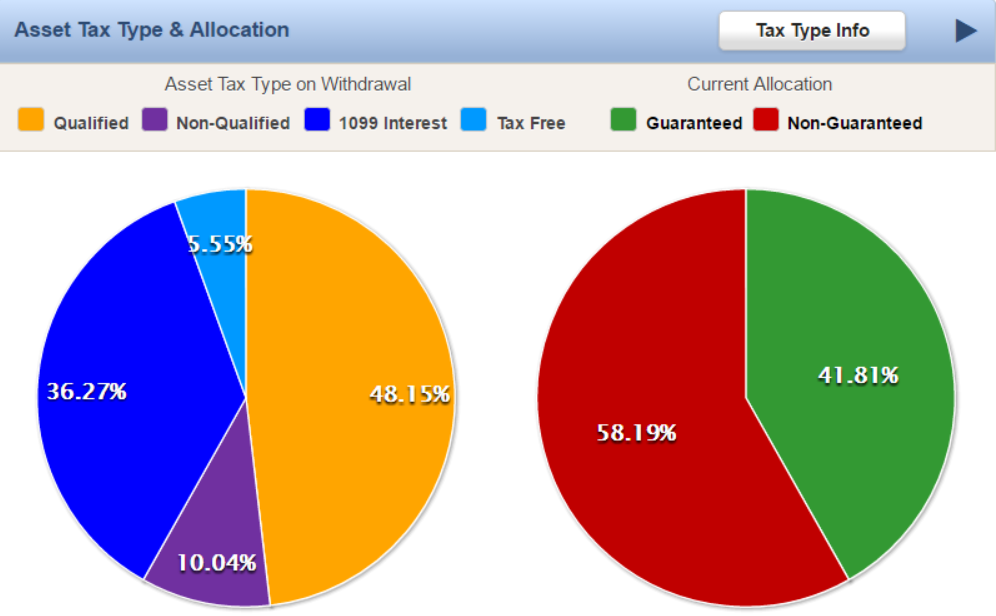 Asset Tax Type & Allocation
Tax Type Info
Asset Tax Type on Withdrawal
Current Allocation
Qualified
Non-Qualified
1099 Interest
Tax Free
Guaranteed
Non-Guaranteed
5.55%
36.27%
48.15%
10.04%
41.81%
58.19%